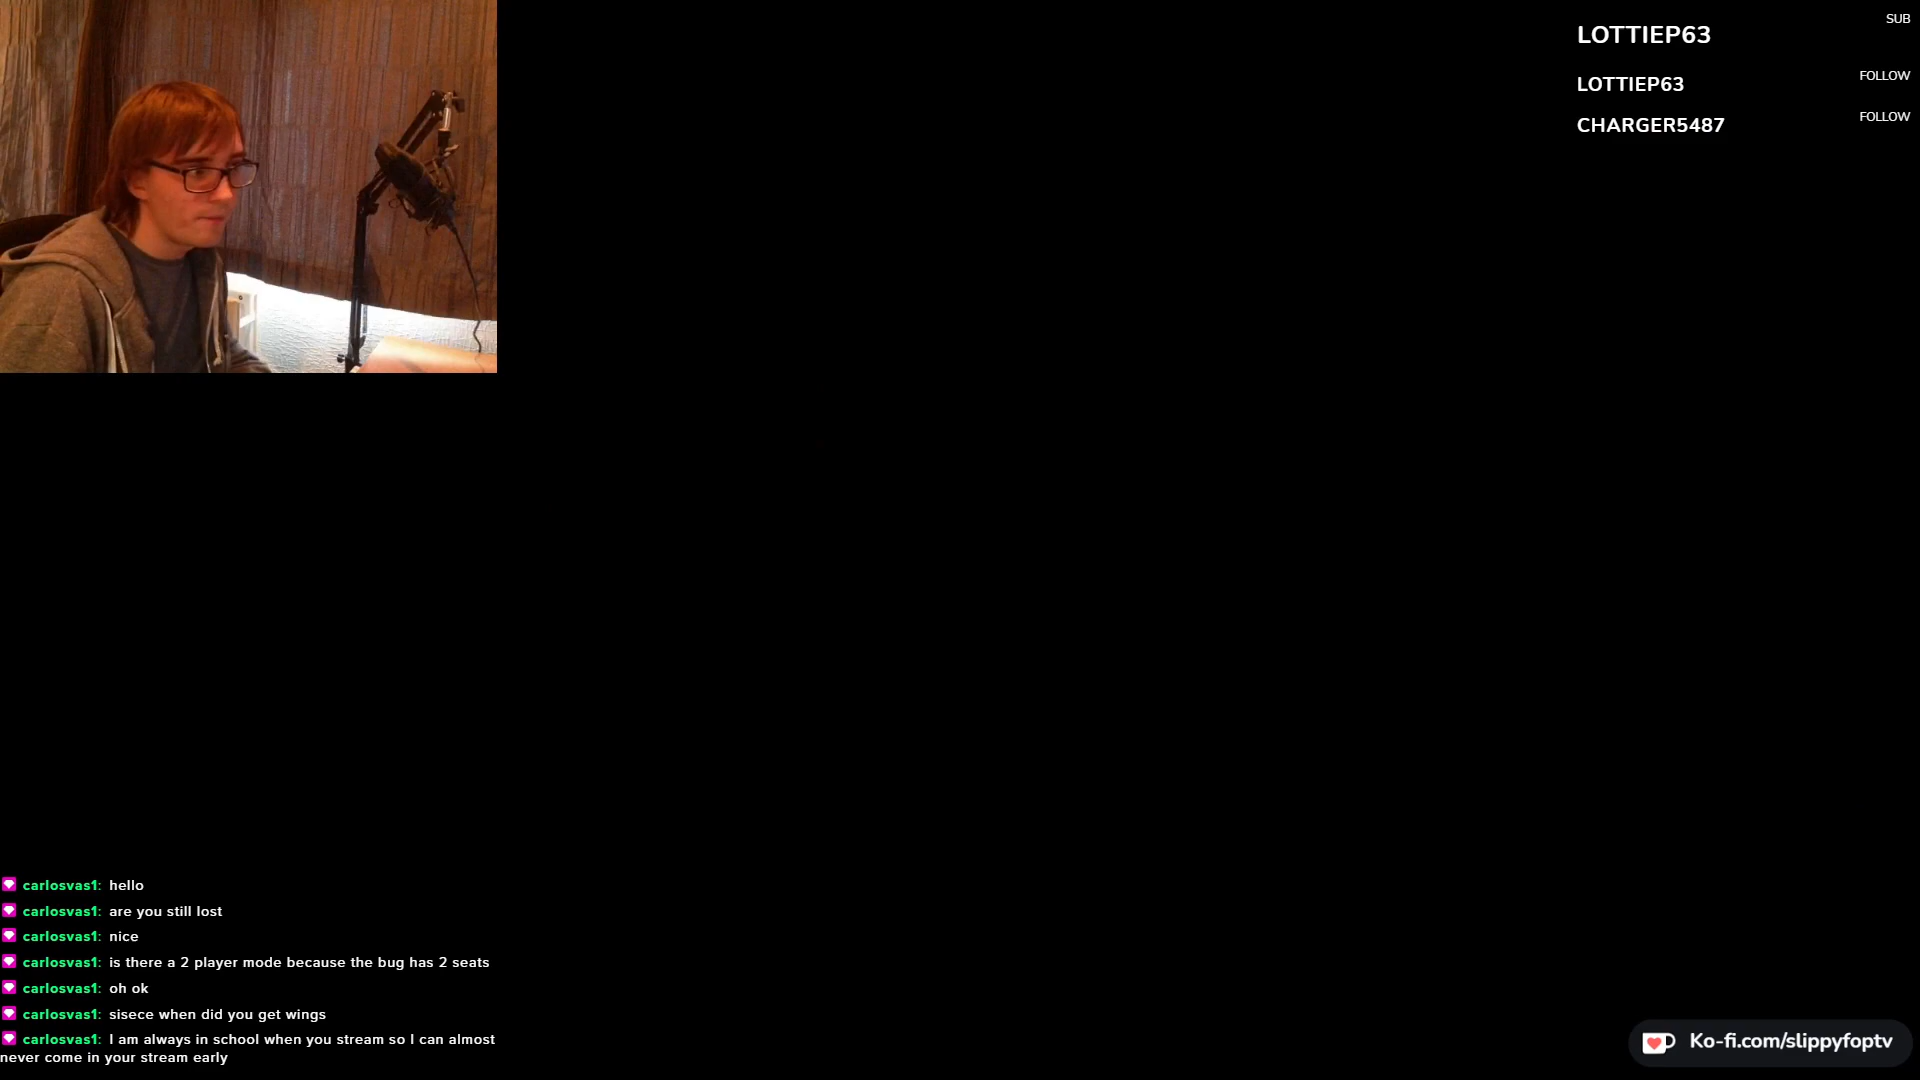 SUB
LOTTIEP63
FOLLOW
LOTTIEP63
FOLLOW
CHARGER5487
carlosvas1: hello
carlosvas1: are you still lost
carlosvas1: nice
carlosvas1: is there a 2 player mode because the bug has 2 seats
carlosvas1: oh ok
carlosvas1: sisece when did you get wings
carlosvas1: I am always in school when you stream so I can almost
never come in your stream early
Ko-fi.com/slippyfoptv